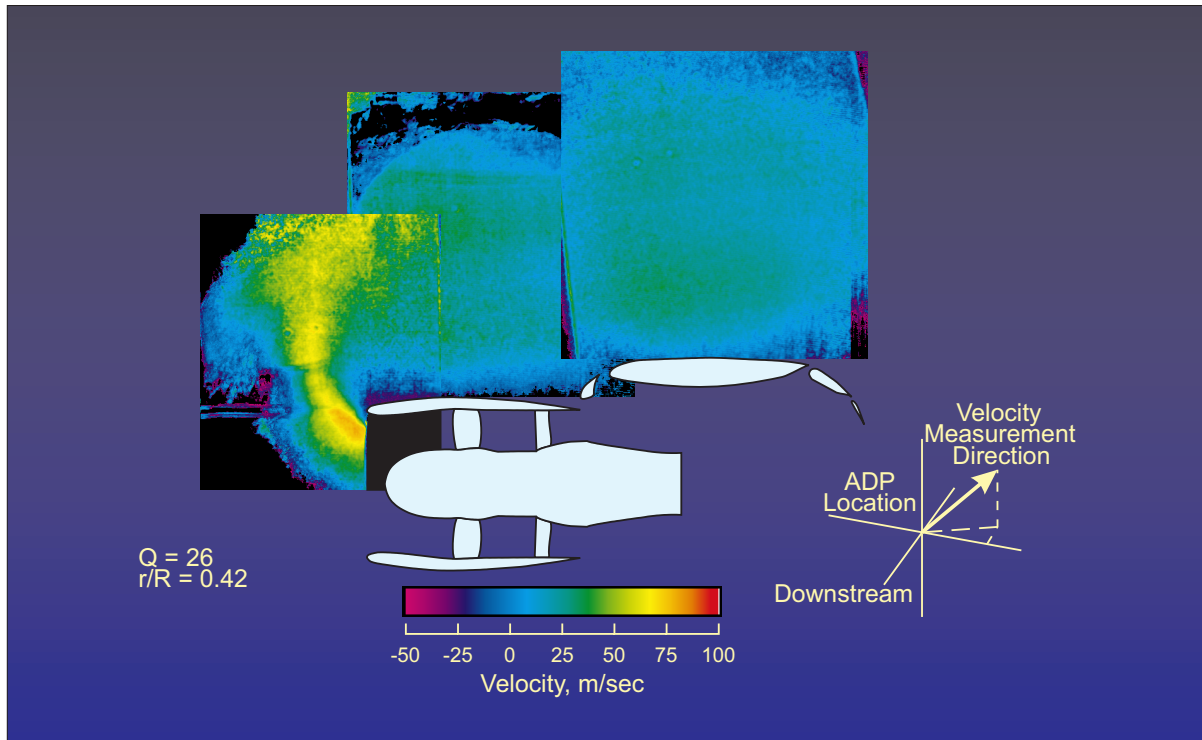 Velocity
Measurement
Direction
ADP
Location
Downstream
Q = 26
r/R = 0.42
-50 -25 0 25 50 75 100
Velocity, m/sec